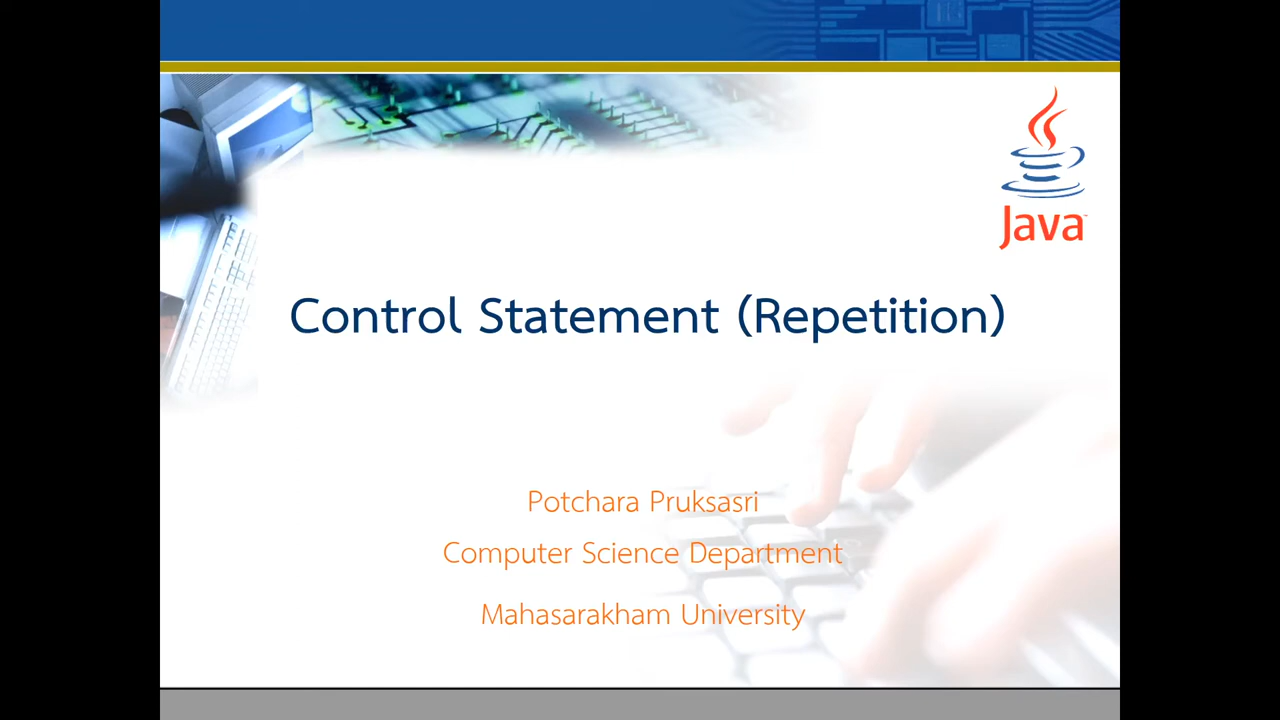 Java
Control Statement (Repetition)
Potchara Pruksasri
Computer Science Department
Mahasarakham University